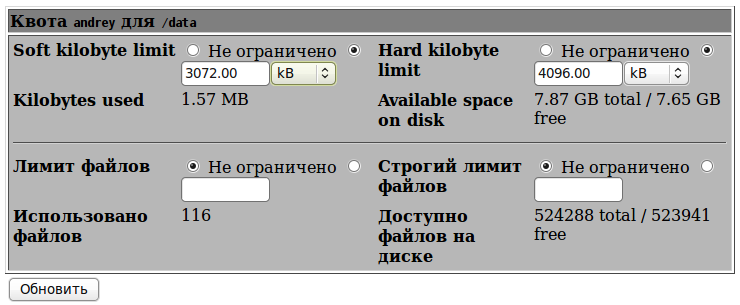 Квота andrey для /data
Soft kilobyte limit Не ограничено
3072.00 kB
Hard kilobyte limit Не ограничено
4096.00 kB
Kilobytes used 1.57 MB
Available space on disk 7.87 GB total / 7.65 GB free
Лимит файлов Не ограничено
Строгий лимит файлов Не ограничено
Использовано файлов 116
Доступно файлов на диске 524288 total / 523941 free
Обновить